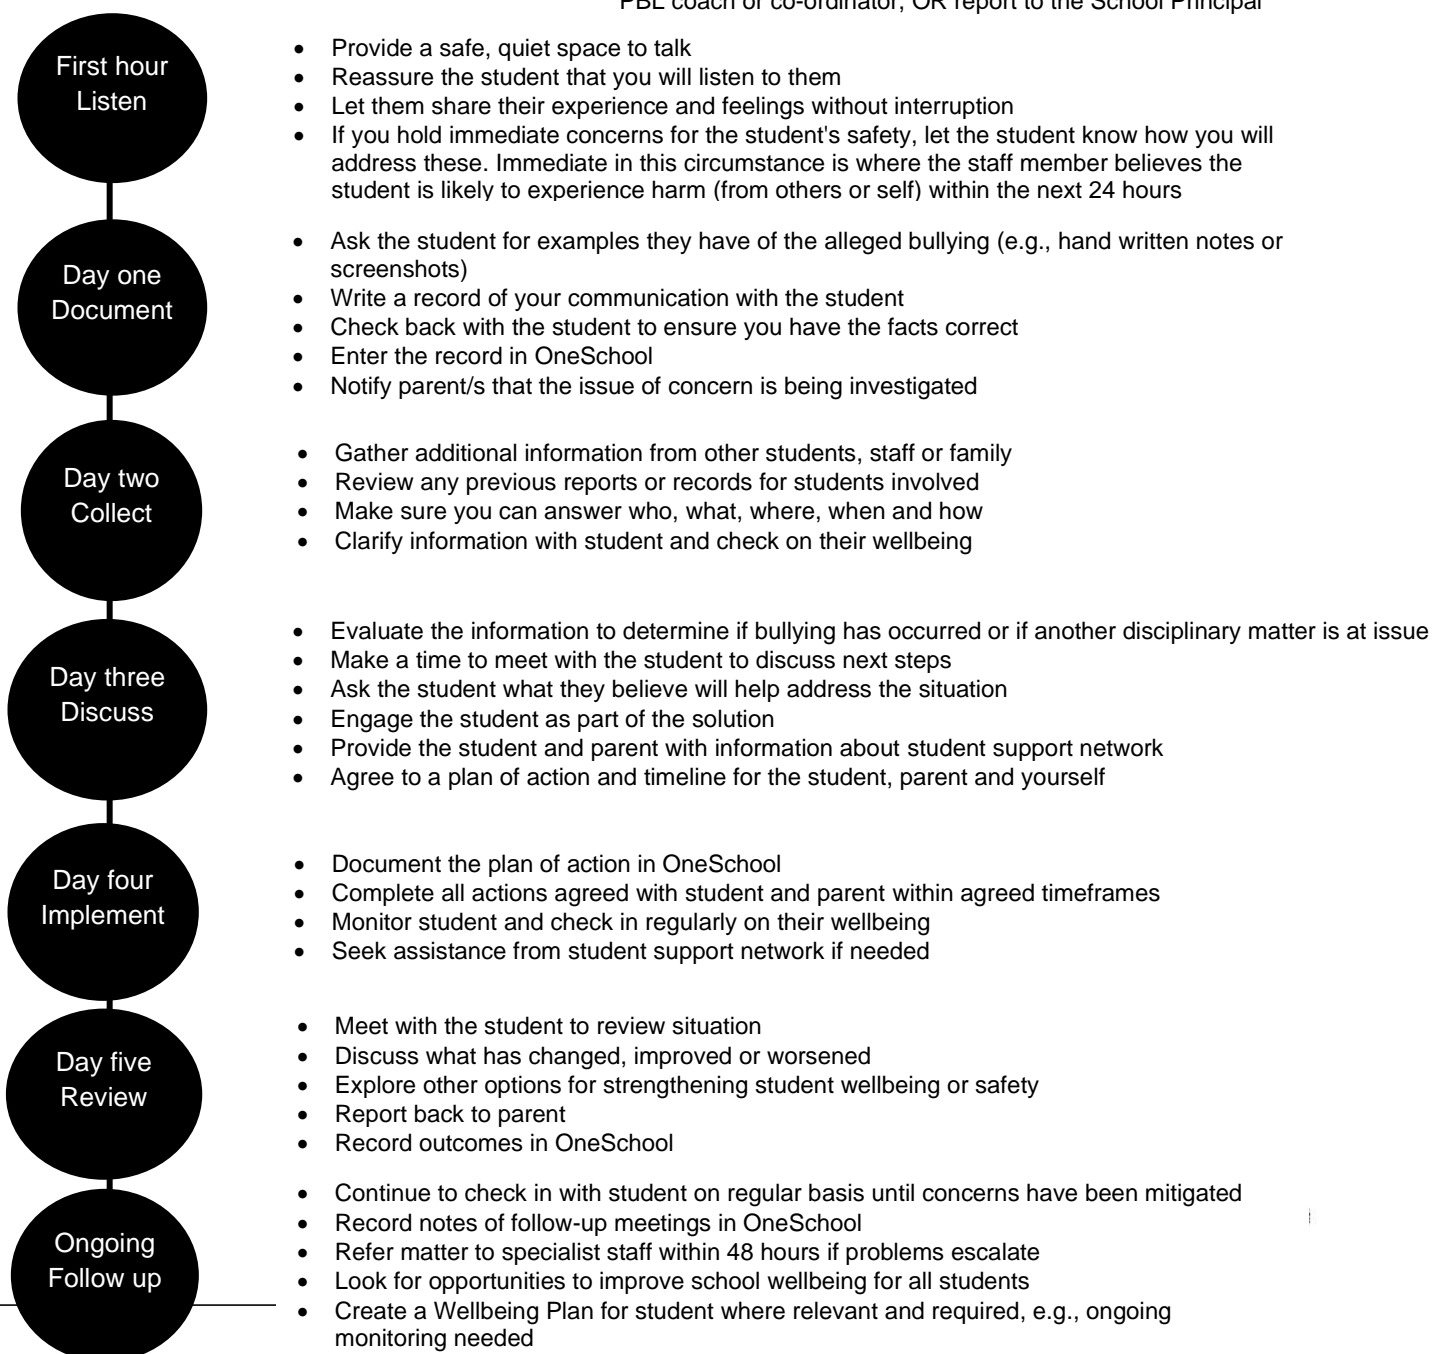 PBL coach or co-ordinator, OR report to the School Principal
First hour
Listen
• Provide a safe, quiet space to talk
• Reassure the student that you will listen to them
• Let them share their experience and feelings without interruption
• If you hold immediate concerns for the student's safety, let the student know how you will
address these. Immediate in this circumstance is where the staff member believes the
student is likely to experience harm (from others or self) within the next 24 hours
Day one
Document
• Ask the student for examples they have of the alleged bullying (e.g., hand written notes or
screenshots)
• Write a record of your communication with the student
• Check back with the student to ensure you have the facts correct
• Enter the record in OneSchool
• Notify parent/s that the issue of concern is being investigated
Day two
Collect
• Gather additional information from other students, staff or family
• Review any previous reports or records for students involved
• Make sure you can answer who, what, where, when and how
• Clarify information with student and check on their wellbeing
Day three
Discuss
• Evaluate the information to determine if bullying has occurred or if another disciplinary matter is at issue
• Make a time to meet with the student to discuss next steps
• Ask the student what they believe will help address the situation
• Engage the student as part of the solution
• Provide the student and parent with information about student support network
• Agree to a plan of action and timeline for the student, parent and yourself
Day four
Implement
• Document the plan of action in OneSchool
• Complete all actions agreed with student and parent within agreed timeframes
• Monitor student and check in regularly on their wellbeing
• Seek assistance from student support network if needed
Day five
Review
• Meet with the student to review situation
• Discuss what has changed, improved or worsened
• Explore other options for strengthening student wellbeing or safety
• Report back to parent
• Record outcomes in OneSchool
Ongoing
Follow up
• Continue to check in with student on regular basis until concerns have been mitigated
• Record notes of follow-up meetings in OneSchool
• Refer matter to specialist staff within 48 hours if problems escalate
• Look for opportunities to improve school wellbeing for all students
• Create a Wellbeing Plan for student where relevant and required, e.g., ongoing
monitoring needed